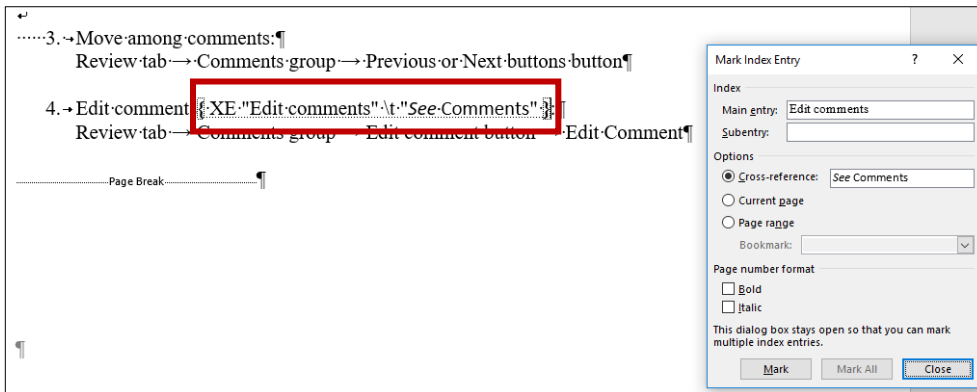 3. Move among comments:¶
Review tab → Comments group → Previous or Next buttons button¶
4. Edit comment { XE "Edit comments" \t "See Comments" }:¶
Review tab → Comments group → Edit comment button → Edit Comment¶
Page Break ¶
¶
Mark Index Entry ? ×
Index
Main entry: Edit comments
Subentry:
Options
Cross-reference: See Comments
Current page
Page range
Bookmark:
Page number format
Bold
Italic
This dialog box stays open so that you can mark
multiple index entries.
Mark Mark All Close